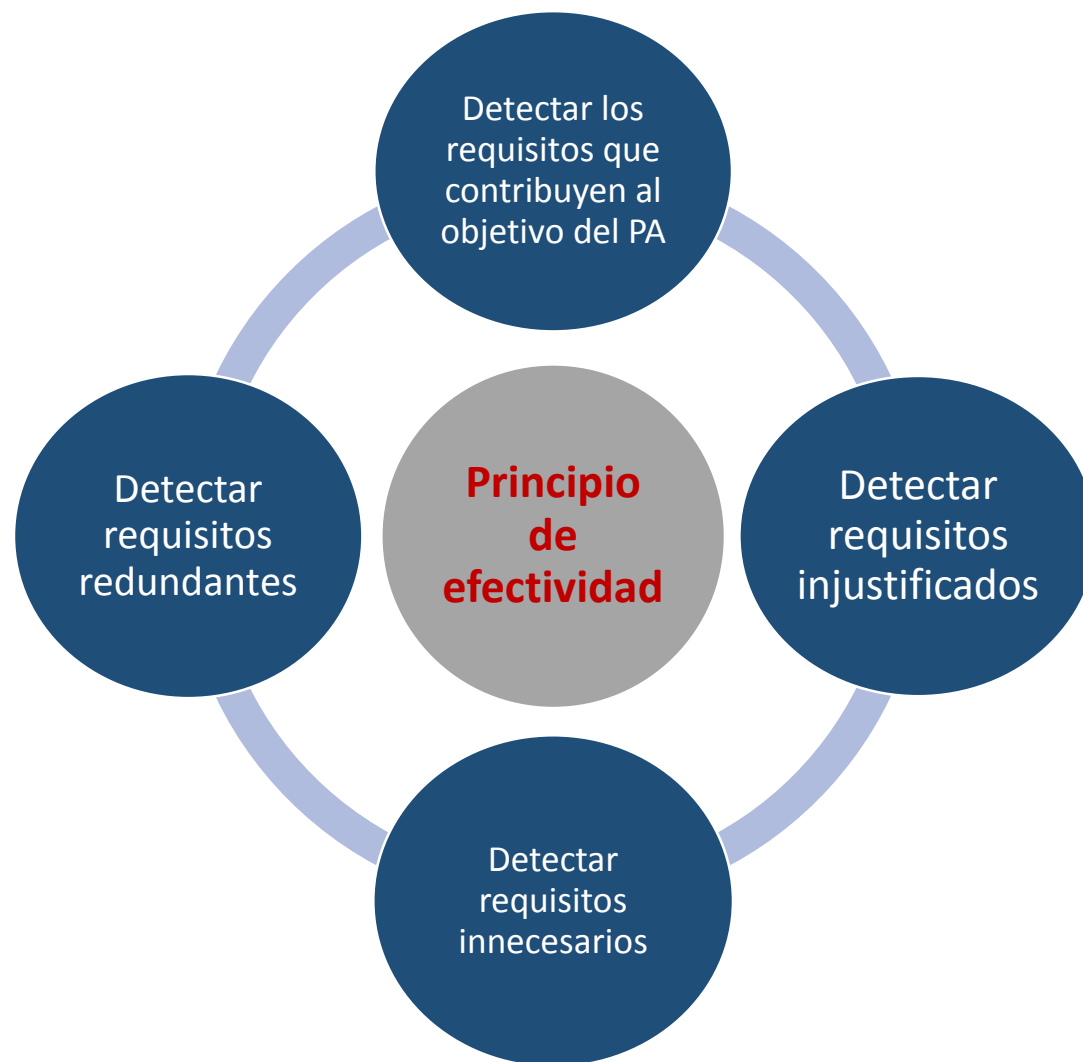 Detectar los
requisitos que
contribuyen al
objetivo del PA
Detectar
requisitos
redundantes
Principio
de
efectividad
Detectar
requisitos
injustificados
Detectar
requisitos
innecesarios